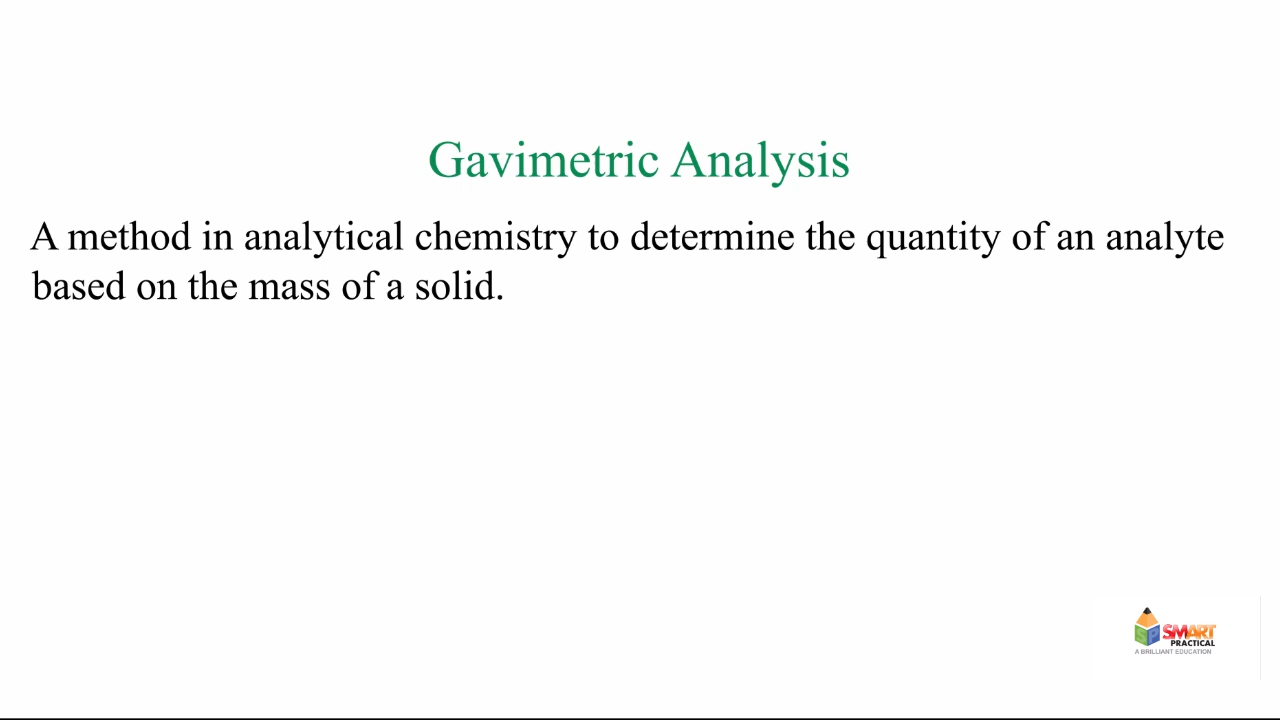 Gavimetric Analysis
A method in analytical chemistry to determine the quantity of an analyte
based on the mass of a solid.
SP SMART
PRACTICAL
A BRILLIANT EDUCATION